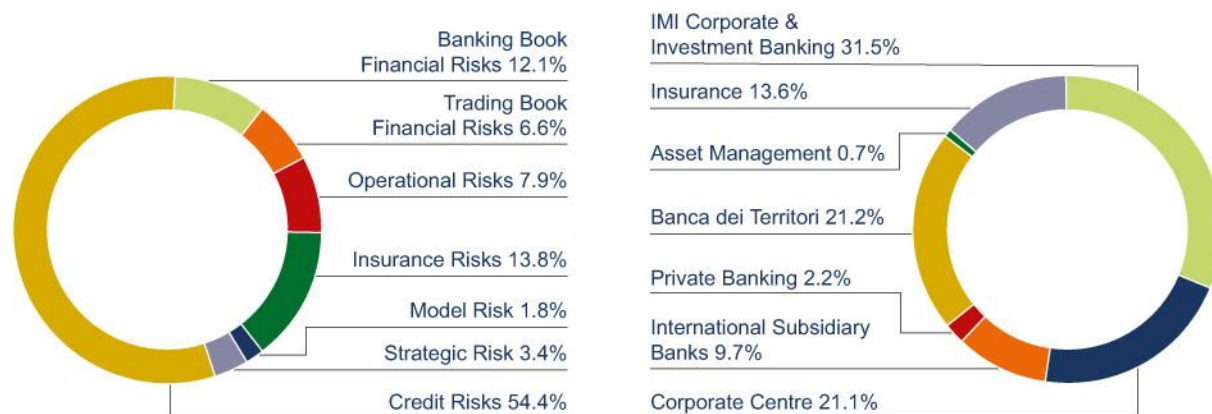 Banking Book
Financial Risks 12.1%
Trading Book
Financial Risks 6.6%
Operational Risks 7.9%
Insurance Risks 13.8%
Model Risk 1.8%
Strategic Risk 3.4%
Credit Risks 54.4%
IMI Corporate &
Investment Banking 31.5%
Insurance 13.6%
Asset Management 0.7%
Banca dei Territori 21.2%
Private Banking 2.2%
International Subsidiary
Banks 9.7%
Corporate Centre 21.1%